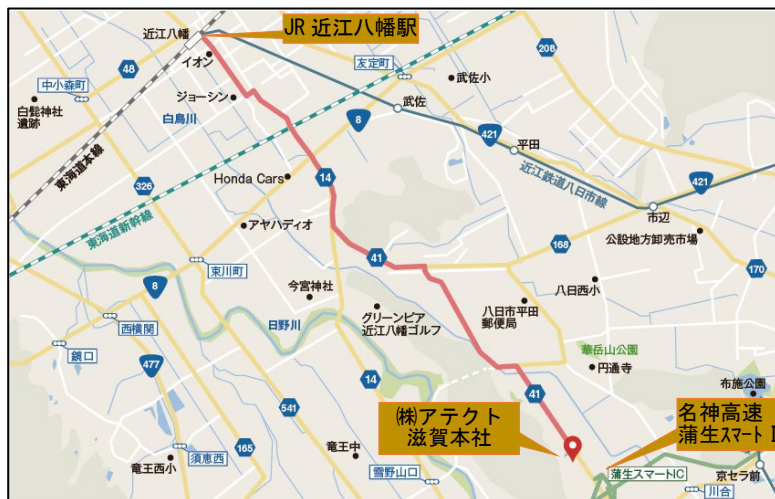 近江八幡
JR 近江八幡駅
イオン
友定町
208
48
中小森町
武佐小
ジョーシン
白髭神社
遺跡
白鳥川
武佐
8
421
平田
東海道本線
Honda Cars
14
近江鉄道八日市線
421
326
東海道新幹線
市辺
アヤハディオ
168
公設地方卸売市場
41
東川町
170
8
今宮神社
八日西小
グリーンピア
近江八幡ゴルフ
八日市平田
郵便局
西横関
日野川
華岳山公園
鏡口
円通寺
477
14
41
布施公園
541
㈱アテクト
滋賀本社
名神高速
蒲生スマート I
165
竜王中
須恵西
竜王西小
雪野山口
蒲生スマートIC
京セラ前
川合